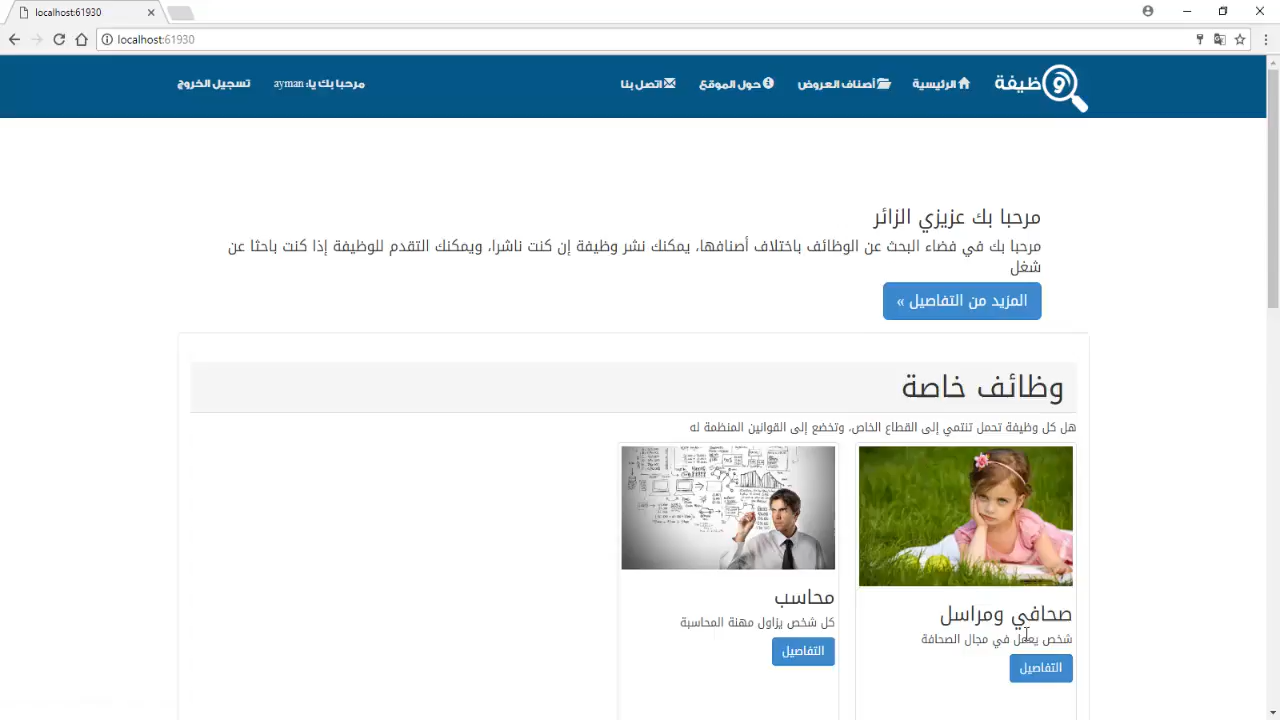 localhost:61930
localhost:61930
وظيفة
الرئيسية
أصناف العروض
حول الموقع
اتصل بنا
مرحبا بك يا: ayman
تسجيل الخروج
مرحبا بك عزيزي الزائر
مرحبا بك في فضاء البحث عن الوظائف باختلاف أصنافها، يمكنك نشر وظيفة إن كنت ناشرا، ويمكنك التقدم للوظيفة إذا كنت باحثا عن
شغل
المزيد من التفاصيل »
وظائف خاصة
هل كل وظيفة تحمل تنتمي إلى القطاع الخاص، وتخضع إلى القوانين المنظمة له
صحافي ومراسل
شخص يعمل في مجال الصحافة
التفاصيل
محاسب
كل شخص يزاول مهنة المحاسبة
التفاصيل